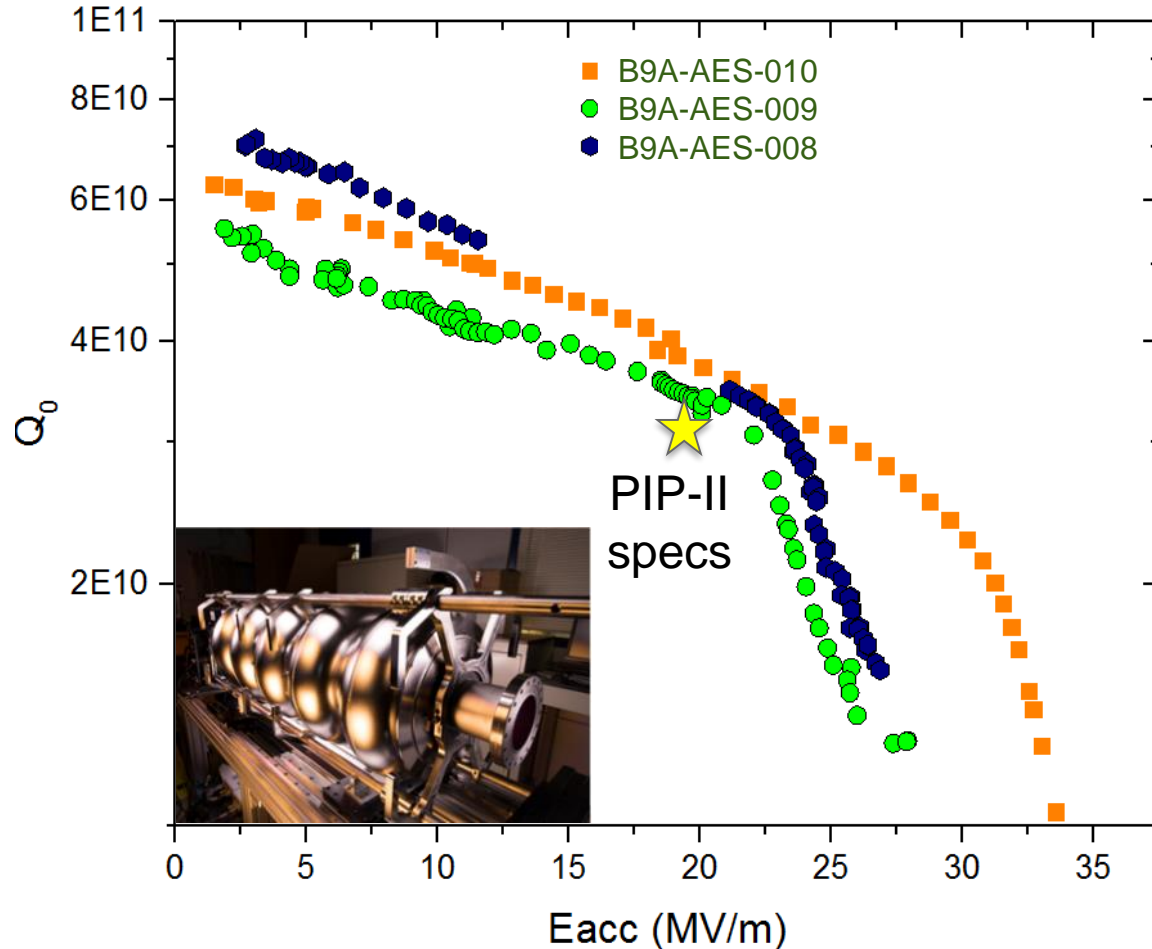 1E11
8E10
6E10
4E10
2E10
Q0
B9A-AES-010
B9A-AES-009
B9A-AES-008
PIP-II
specs
0 5 10 15 20 25 30 35
Eacc (MV/m)